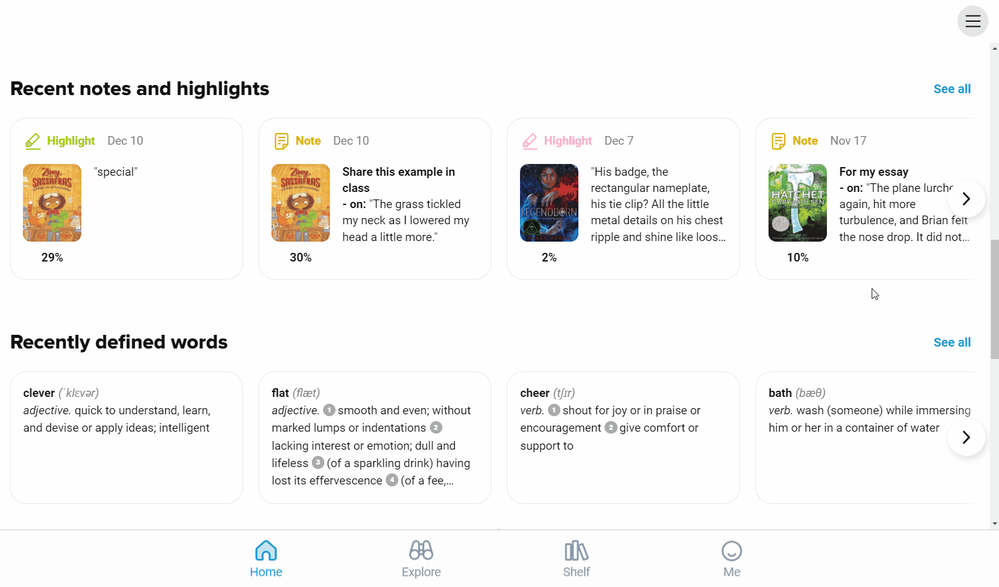 Recent notes and highlights
See all
Highlight Dec 10
"special"
Zoey
and
SASSAFRAS
29%
Note Dec 10
Share this example in
class
- on: "The grass tickled
my neck as I lowered my
head a little more."
Zoey
and
SASSAFRAS
30%
Highlight Dec 7
"His badge, the
rectangular nameplate,
his tie clip? All the little
metal details on his chest
ripple and shine like loos...
LEGENDBORN
2%
Note Nov 17
For my essay
- on: "The plane lurche
again, hit more
turbulence, and Brian felt
the nose drop. It did not...
HATCHET
GARY PAULSEN
10%
Recently defined words
See all
clever (ˈklɛvər)
adjective. quick to understand, learn,
and devise or apply ideas; intelligent
flat (flæt)
adjective. 1 smooth and even; without
marked lumps or indentations 2
lacking interest or emotion; dull and
lifeless 3 (of a sparkling drink) having
lost its effervescence 4 (of a fee,...
cheer (tʃɪr)
verb. 1 shout for joy or in praise or
encouragement 2 give comfort or
support to
bath (bæθ)
verb. wash (someone) while immersing
him or her in a container of water
Home
Explore
Shelf
Me